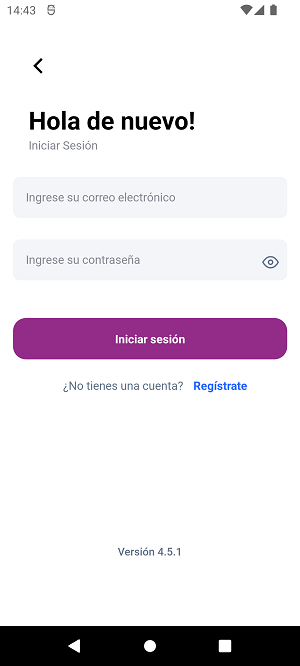 14:43
Hola de nuevo!
Iniciar Sesión
Ingrese su correo electrónico
Ingrese su contraseña
Iniciar sesión
¿No tienes una cuenta? Regístrate
Versión 4.5.1